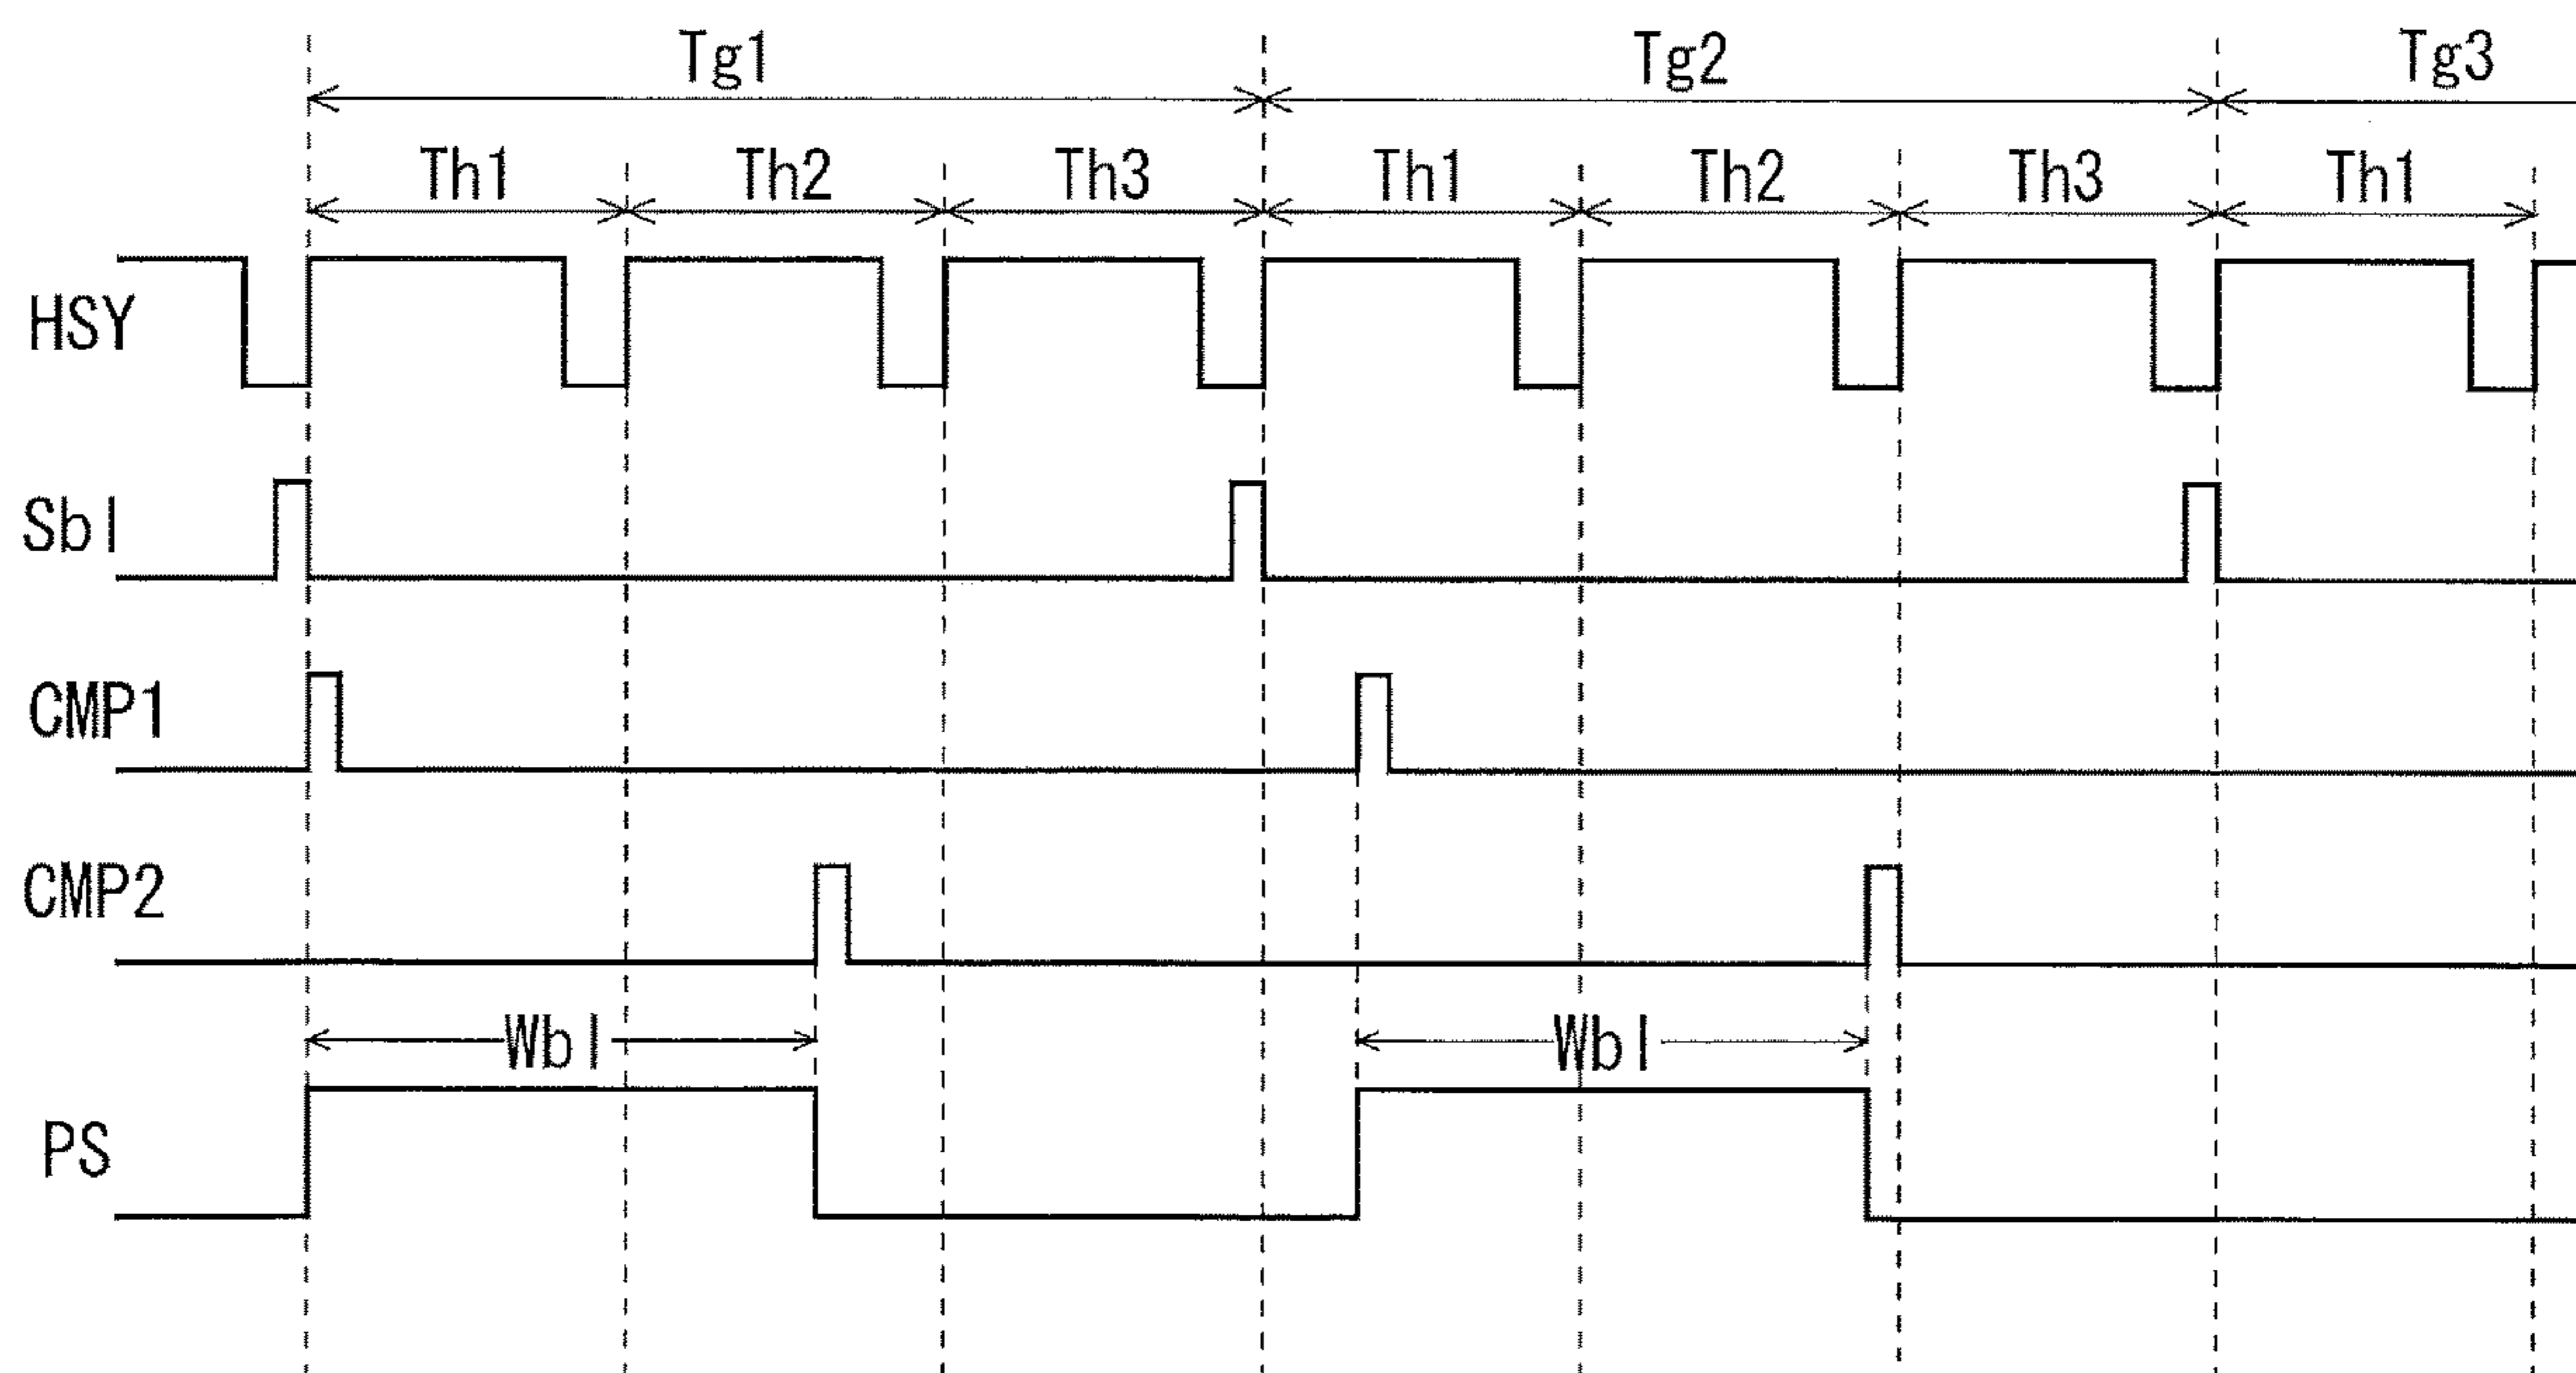 Tg1 Tg2 Tg3
Th1 Th2 Th3 Th1 Th2 Th3 Th1
HSY
Sbl
CMP1
CMP2
Wbl Wbl
PS